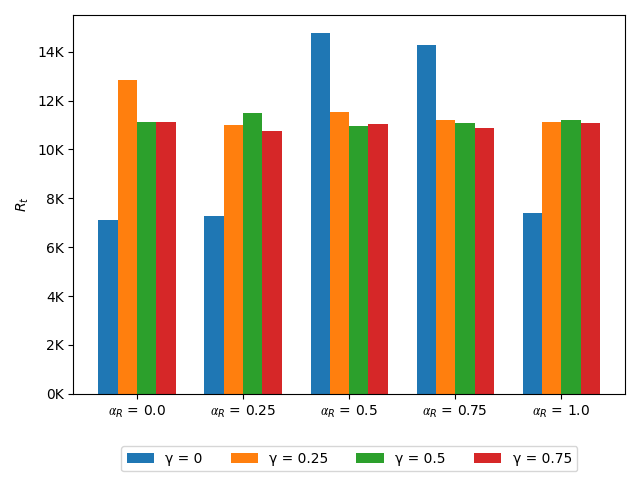 14K
12K
10K
8K
6K
4K
2K
0K
R_t
α_R = 0.0 α_R = 0.25 α_R = 0.5 α_R = 0.75 α_R = 1.0
γ = 0 γ = 0.25 γ = 0.5 γ = 0.75